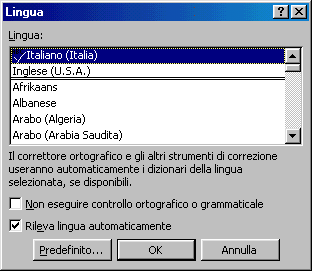 Lingua
Lingua:
Italiano (Italia)
Inglese (U.S.A.)
Afrikaans
Albanese
Arabo (Algeria)
Arabo (Arabia Saudita)
Il correttore ortografico e gli altri strumenti di correzione
useranno automaticamente i dizionari della lingua
selezionata, se disponibili.
Non eseguire controllo ortografico o grammaticale
Rileva lingua automaticamente
Predefinito... OK Annulla